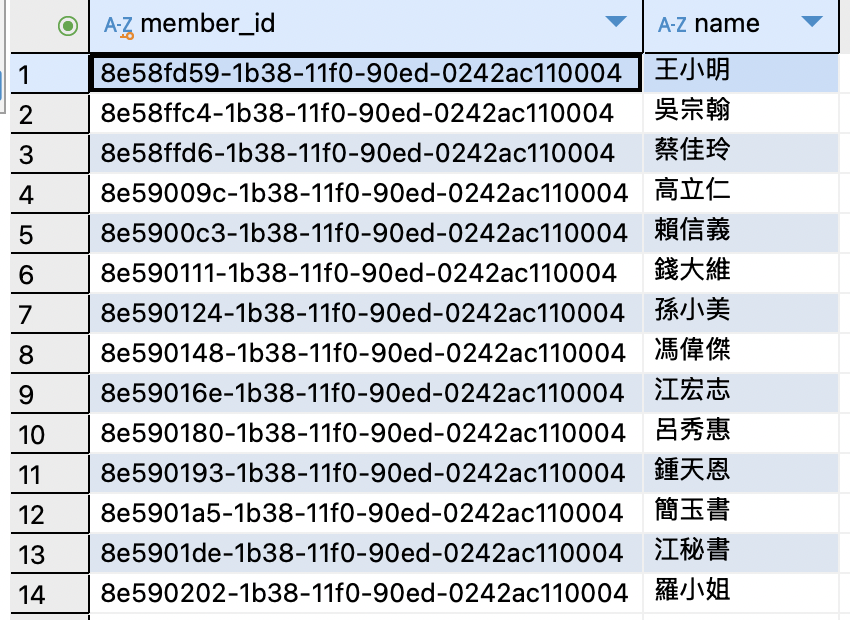 A-Z member_id A-Z name
1 8e58fd59-1b38-11f0-90ed-0242ac110004 王小明
2 8e58ffc4-1b38-11f0-90ed-0242ac110004 吳宗翰
3 8e58ffd6-1b38-11f0-90ed-0242ac110004 蔡佳玲
4 8e59009c-1b38-11f0-90ed-0242ac110004 高立仁
5 8e5900c3-1b38-11f0-90ed-0242ac110004 賴信義
6 8e590111-1b38-11f0-90ed-0242ac110004 錢大維
7 8e590124-1b38-11f0-90ed-0242ac110004 孫小美
8 8e590148-1b38-11f0-90ed-0242ac110004 馮偉傑
9 8e59016e-1b38-11f0-90ed-0242ac110004 江宏志
10 8e590180-1b38-11f0-90ed-0242ac110004 呂秀惠
11 8e590193-1b38-11f0-90ed-0242ac110004 鍾天恩
12 8e5901a5-1b38-11f0-90ed-0242ac110004 簡玉書
13 8e5901de-1b38-11f0-90ed-0242ac110004 江秘書
14 8e590202-1b38-11f0-90ed-0242ac110004 羅小姐